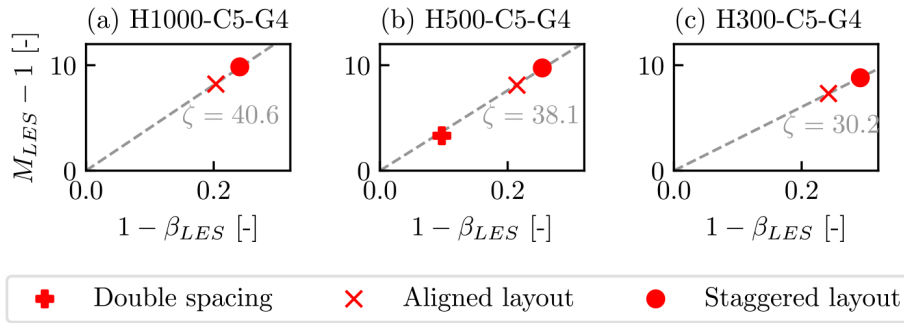 (a) H1000-C5-G4
(b) H500-C5-G4
(c) H300-C5-G4
M_{LES} − 1 [-]
10
0
0.0
0.2
ζ = 40.6
1 − β_{LES} [-]
10
0
0.0
0.2
ζ = 38.1
1 − β_{LES} [-]
10
0
0.0
0.2
ζ = 30.2
1 − β_{LES} [-]
Double spacing
Aligned layout
Staggered layout